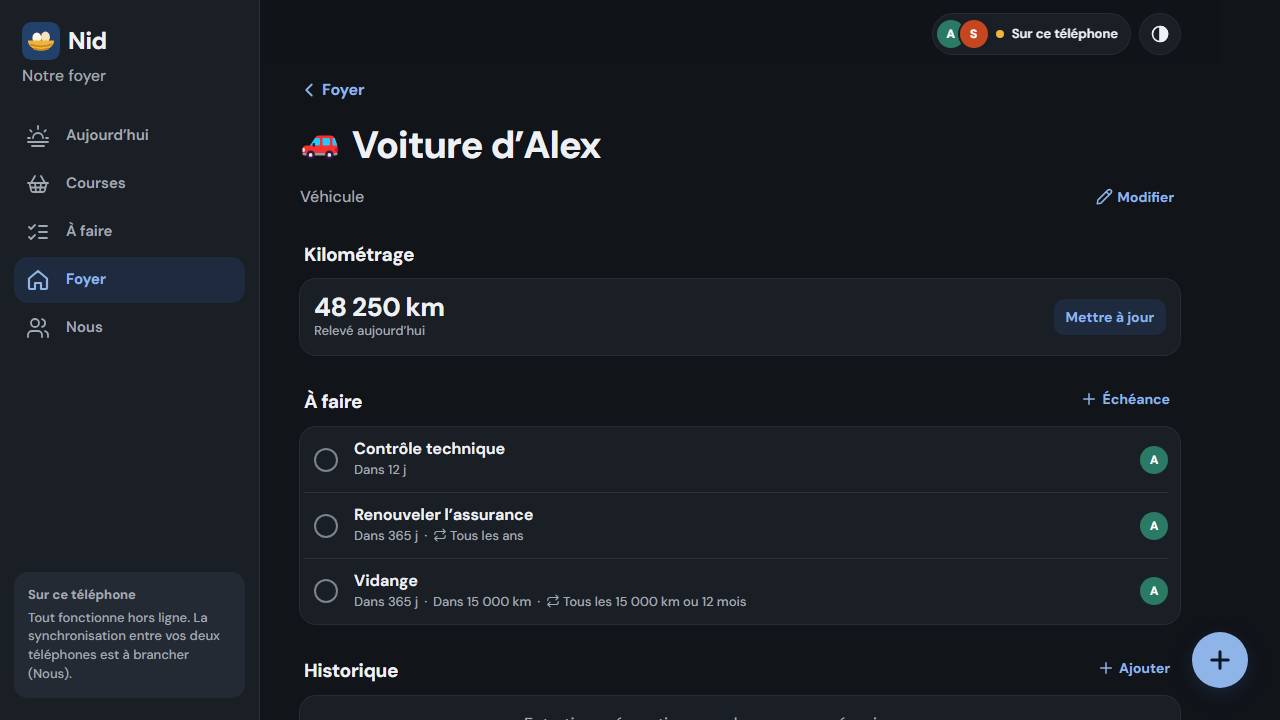 Nid
Notre foyer
Aujourd’hui
Courses
À faire
Foyer
Nous
Sur ce téléphone
Tout fonctionne hors ligne. La
synchronisation entre vos deux
téléphones est à brancher
(Nous).
A S Sur ce téléphone
Foyer
Voiture d’Alex
Véhicule
Modifier
Kilométrage
48 250 km
Relevé aujourd’hui
Mettre à jour
À faire
Échéance
Contrôle technique
Dans 12 j
A
Renouveler l’assurance
Dans 365 j · Tous les ans
A
Vidange
Dans 365 j · Dans 15 000 km · Tous les 15 000 km ou 12 mois
A
Historique
Ajouter